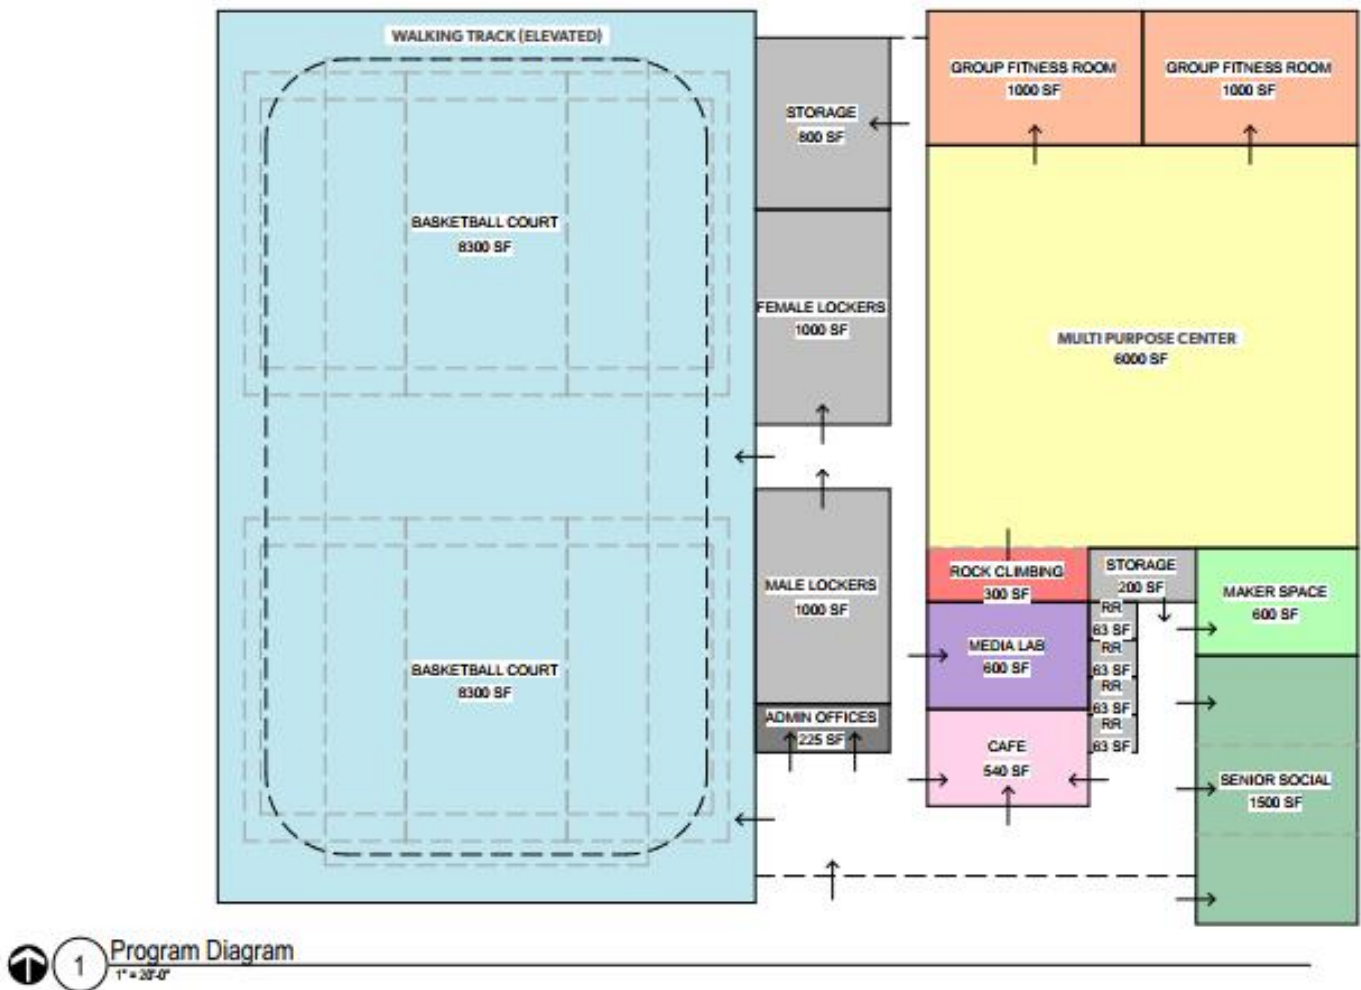 WALKING TRACK (ELEVATED)
BASKETBALL COURT
8300 SF
BASKETBALL COURT
8300 SF
STORAGE
800 SF
FEMALE LOCKERS
1000 SF
MALE LOCKERS
1000 SF
ADMIN OFFICES
225 SF
GROUP FITNESS ROOM
1000 SF
GROUP FITNESS ROOM
1000 SF
MULTI PURPOSE CENTER
6000 SF
ROCK CLIMBING
300 SF
STORAGE
200 SF
MAKER SPACE
600 SF
MEDIA LAB
600 SF
RR
63 SF
RR
63 SF
RR
63 SF
RR
63 SF
CAFE
540 SF
SENIOR SOCIAL
1500 SF
1
Program Diagram
1" = 20'-0"